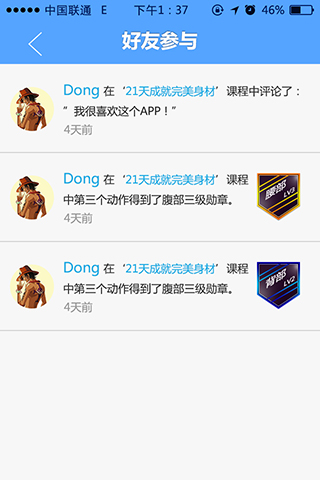 中国联通 E 下午1：37 42%
好友参与
Dong 在‘21天成就完美身材’课程中评论了：
”我很喜欢这个APP！”
4天前
Dong 在‘21天成就完美身材’课程
中第三个动作得到了腹部三级勋章。
4天前
腰部
LV3
Dong 在‘21天成就完美身材’课程
中第三个动作得到了腹部三级勋章。
4天前
背部
LV2